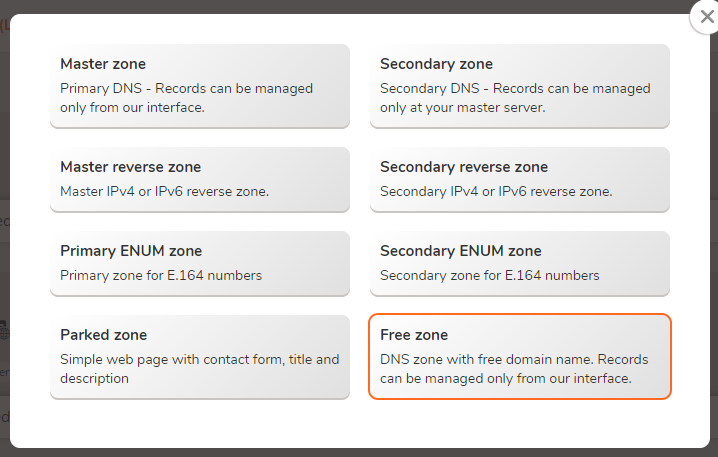 Master zone
Primary DNS - Records can be managed
only from our interface.
Secondary zone
Secondary DNS - Records can be managed
only at your master server.
Master reverse zone
Master IPv4 or IPv6 reverse zone.
Secondary reverse zone
Secondary IPv4 or IPv6 reverse zone.
Primary ENUM zone
Primary zone for E.164 numbers
Secondary ENUM zone
Secondary zone for E.164 numbers
Parked zone
Simple web page with contact form, title and
description
Free zone
DNS zone with free domain name. Records
can be managed only from our interface.